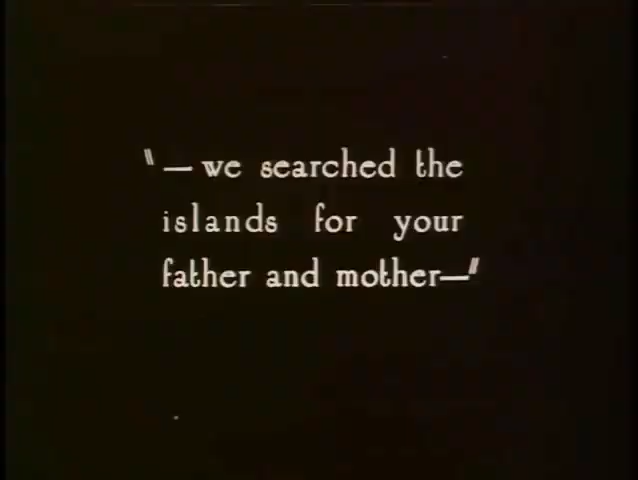 "—we searched the
islands for your
father and mother—"